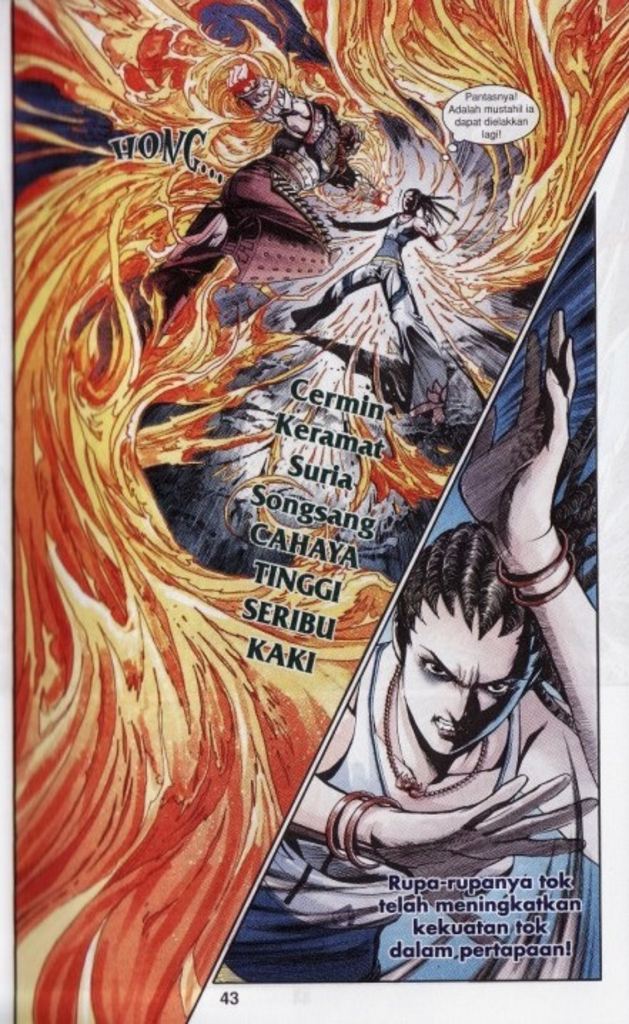 Pantasnya!
Adalah mustahil ia
dapat dielakkan
lagi!
HONG...
Cermin
Keramat
Suria
Songsang
CAHAYA
TINGGI
SERIBU
KAKI
Rupa-rupanya tok
telah meningkatkan
kekuatan tok
dalam pertapaan!
43